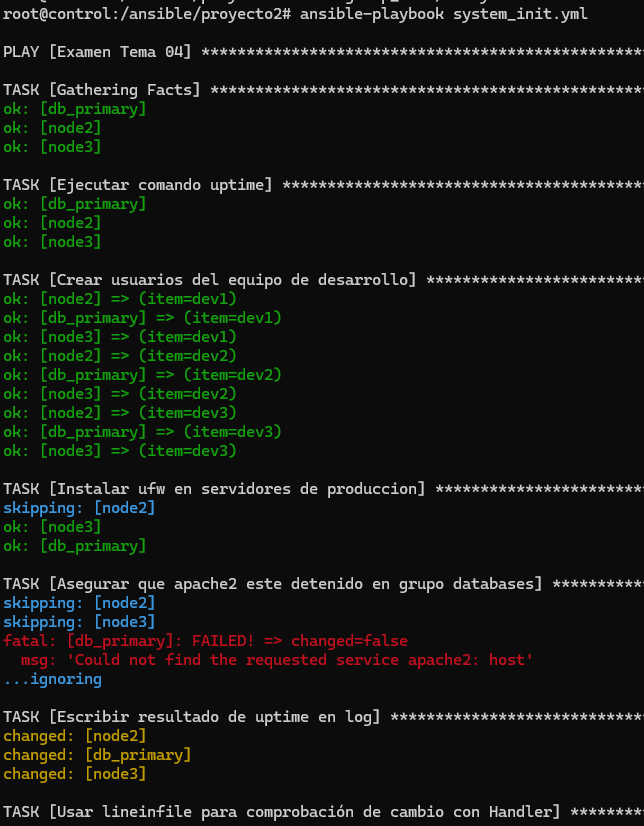 root@control:/ansible/proyecto2# ansible-playbook system_init.yml
PLAY [Examen Tema 04] *************************************************
TASK [Gathering Facts] ************************************************
ok: [db_primary]
ok: [node2]
ok: [node3]
TASK [Ejecutar comando uptime] ****************************************
ok: [db_primary]
ok: [node2]
ok: [node3]
TASK [Crear usuarios del equipo de desarrollo] ************************
ok: [node2] => (item=dev1)
ok: [db_primary] => (item=dev1)
ok: [node3] => (item=dev1)
ok: [node2] => (item=dev2)
ok: [db_primary] => (item=dev2)
ok: [node3] => (item=dev2)
ok: [node2] => (item=dev3)
ok: [db_primary] => (item=dev3)
ok: [node3] => (item=dev3)
TASK [Instalar ufw en servidores de produccion] ***********************
skipping: [node2]
ok: [node3]
ok: [db_primary]
TASK [Asegurar que apache2 este detenido en grupo databases] **********
skipping: [node2]
skipping: [node3]
fatal: [db_primary]: FAILED! => changed=false
msg: 'Could not find the requested service apache2: host'
...ignoring
TASK [Escribir resultado de uptime en log] ****************************
changed: [node2]
changed: [db_primary]
changed: [node3]
TASK [Usar lineinfile para comprobación de cambio con Handler] ********